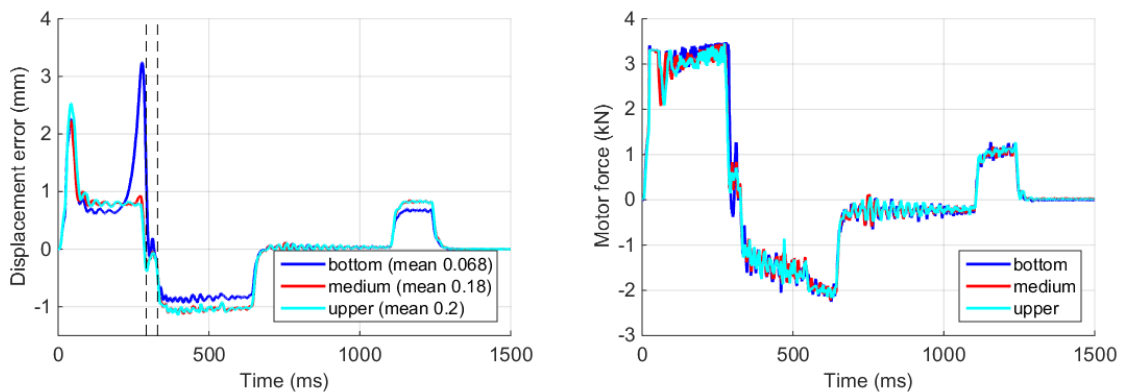 4
3
2
1
0
-1
Displacement error (mm)
0 500 1000 1500
Time (ms)
bottom (mean 0.068)
medium (mean 0.18)
upper (mean 0.2)
4
3
2
1
0
-1
-2
-3
Motor force (kN)
0 500 1000 1500
Time (ms)
bottom
medium
upper